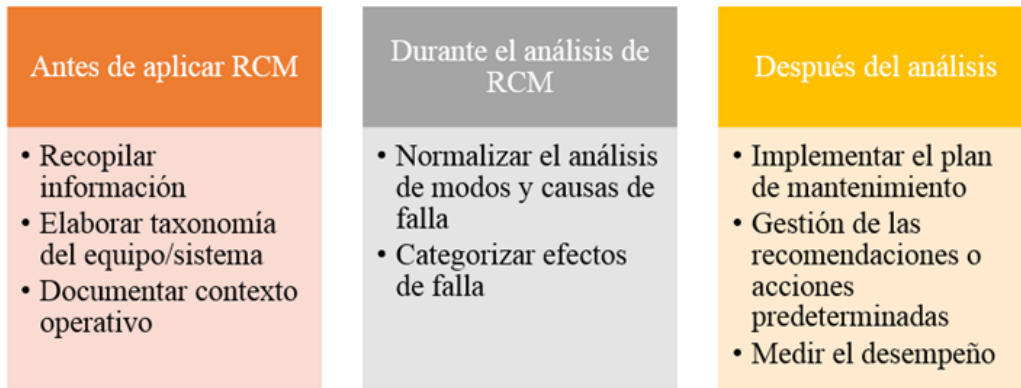 Antes de aplicar RCM
• Recopilar
información
• Elaborar taxonomía
del equipo/sistema
• Documentar contexto
operativo
Durante el análisis de
RCM
• Normalizar el análisis
de modos y causas de
falla
• Categorizar efectos
de falla
Después del análisis
• Implementar el plan
de mantenimiento
• Gestión de las
recomendaciones o
acciones
predeterminadas
• Medir el desempeño